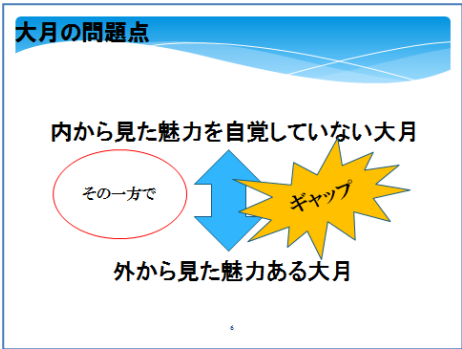 大月の問題点
内から見た魅力を自覚していない大月
その一方で
ギャップ
外から見た魅力ある大月
6